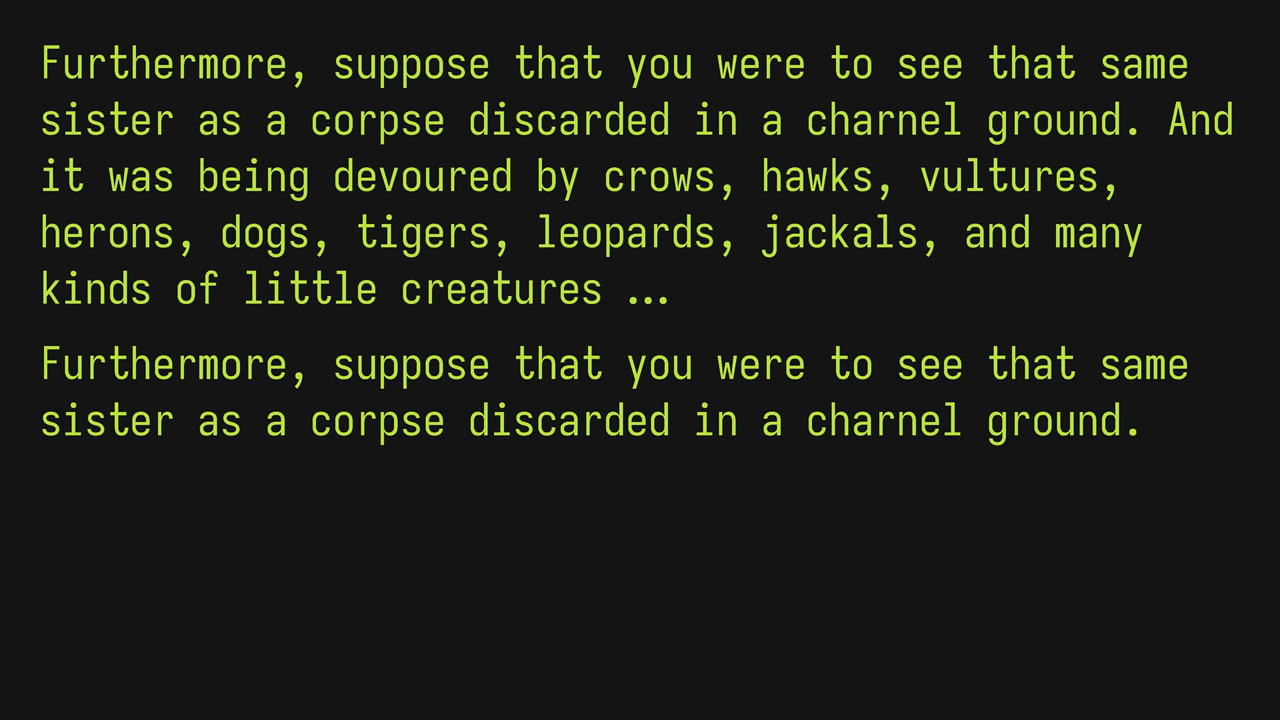 Furthermore, suppose that you were to see that same
sister as a corpse discarded in a charnel ground. And
it was being devoured by crows, hawks, vultures,
herons, dogs, tigers, leopards, jackals, and many
kinds of little creatures …
Furthermore, suppose that you were to see that same
sister as a corpse discarded in a charnel ground.